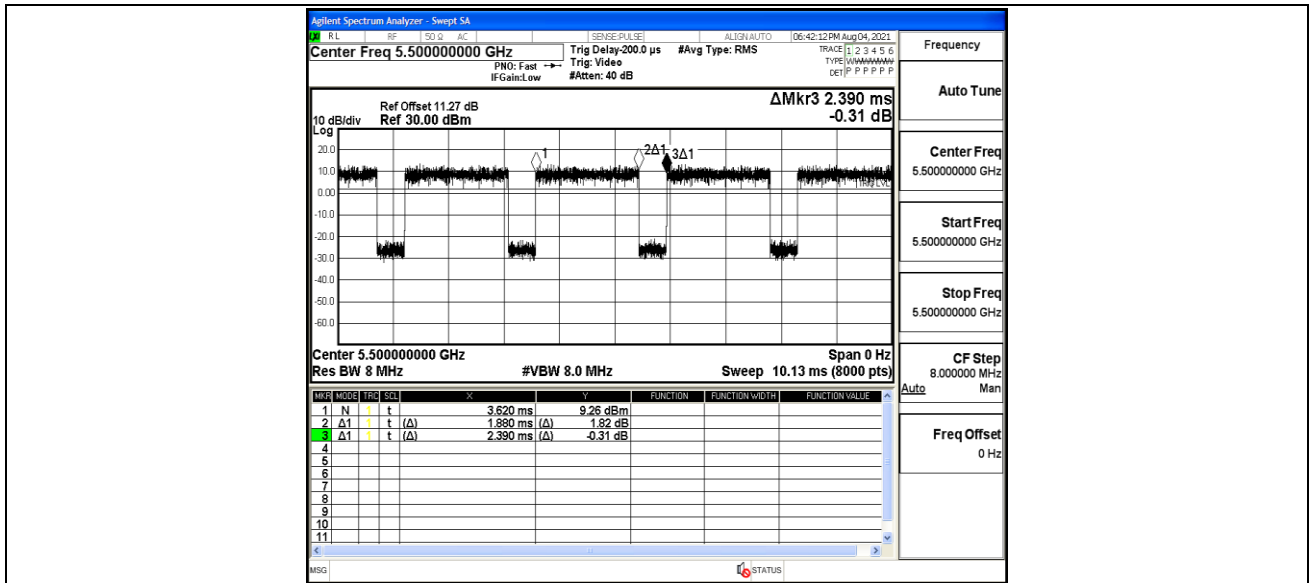 Agilent Spectrum Analyzer - Swept SA
RL RF 50 Ω AC SENSE:PULSE ALIGN AUTO 06:42:12 PM Aug 04, 2021
Center Freq 5.500000000 GHz
PNO: Fast
IFGain:Low
Trig Delay-200.0 µs
Trig: Video
#Atten: 40 dB
#Avg Type: RMS
TRACE 1 2 3 4 5 6
TYPE
DET P P P P P P
ΔMkr3 2.390 ms
-0.31 dB
Ref Offset 11.27 dB
10 dB/div Ref 30.00 dBm
Log
20.0
10.0
0.00
-10.0
-20.0
-30.0
-40.0
-50.0
-60.0
1
2Δ1
3Δ1
TRIG LVL
Center 5.500000000 GHz Span 0 Hz
Res BW 8 MHz #VBW 8.0 MHz Sweep 10.13 ms (8000 pts)
MKR MODE TRC SCL X Y FUNCTION FUNCTION WIDTH FUNCTION VALUE
1 N 1 t 3.620 ms 9.26 dBm
2 Δ1 1 t (Δ) 1.880 ms (Δ) 1.82 dB
3 Δ1 1 t (Δ) 2.390 ms (Δ) -0.31 dB
4
5
6
7
8
9
10
11
MSG STATUS
Frequency
Auto Tune
Center Freq
5.500000000 GHz
Start Freq
5.500000000 GHz
Stop Freq
5.500000000 GHz
CF Step
8.000000 MHz
Auto Man
Freq Offset
0 Hz